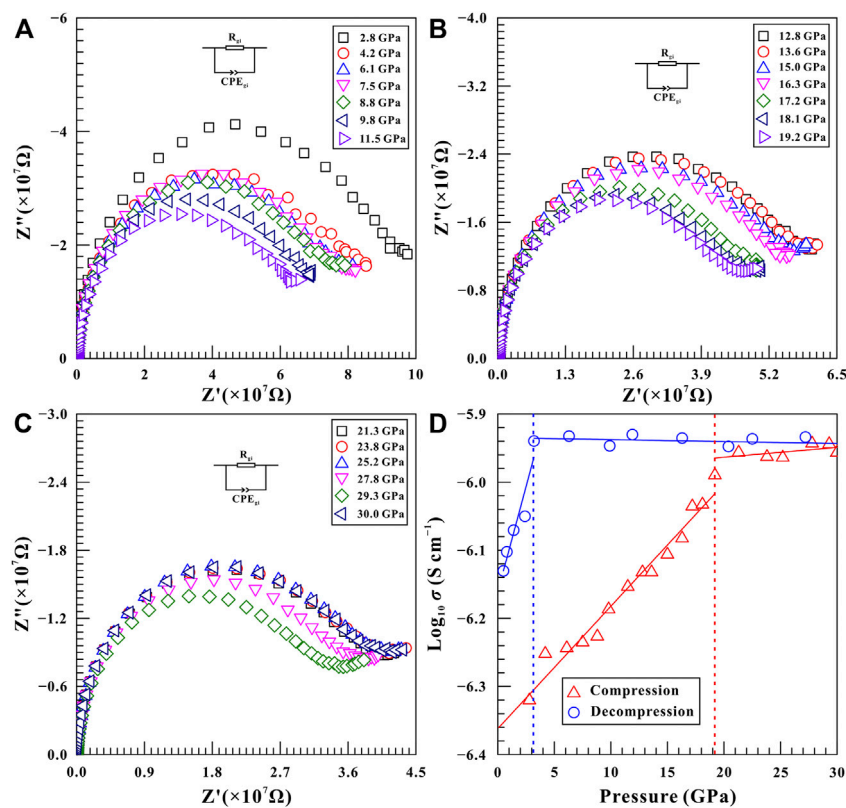 A
−6
−4
−2
0
Z″(×10⁷Ω)
0 2 4 6 8 10
Z′(×10⁷Ω)
R_gi
CPE_gi
2.8 GPa
4.2 GPa
6.1 GPa
7.5 GPa
8.8 GPa
9.8 GPa
11.5 GPa
B
−4.0
−3.2
−2.4
−1.6
−0.8
0.0
Z″(×10⁷Ω)
0.0 1.3 2.6 3.9 5.2 6.5
Z′(×10⁷Ω)
R_gi
CPE_gi
12.8 GPa
13.6 GPa
15.0 GPa
16.3 GPa
17.2 GPa
18.1 GPa
19.2 GPa
C
−3.0
−2.4
−1.8
−1.2
−0.6
0.0
Z″(×10⁷Ω)
0.0 0.9 1.8 2.7 3.6 4.5
Z′(×10⁷Ω)
R_gi
CPE_gi
21.3 GPa
23.8 GPa
25.2 GPa
27.8 GPa
29.3 GPa
30.0 GPa
D
−5.9
−6.0
−6.1
−6.2
−6.3
−6.4
Log₁₀ σ (S cm⁻¹)
0 5 10 15 20 25 30
Pressure (GPa)
Compression
Decompression